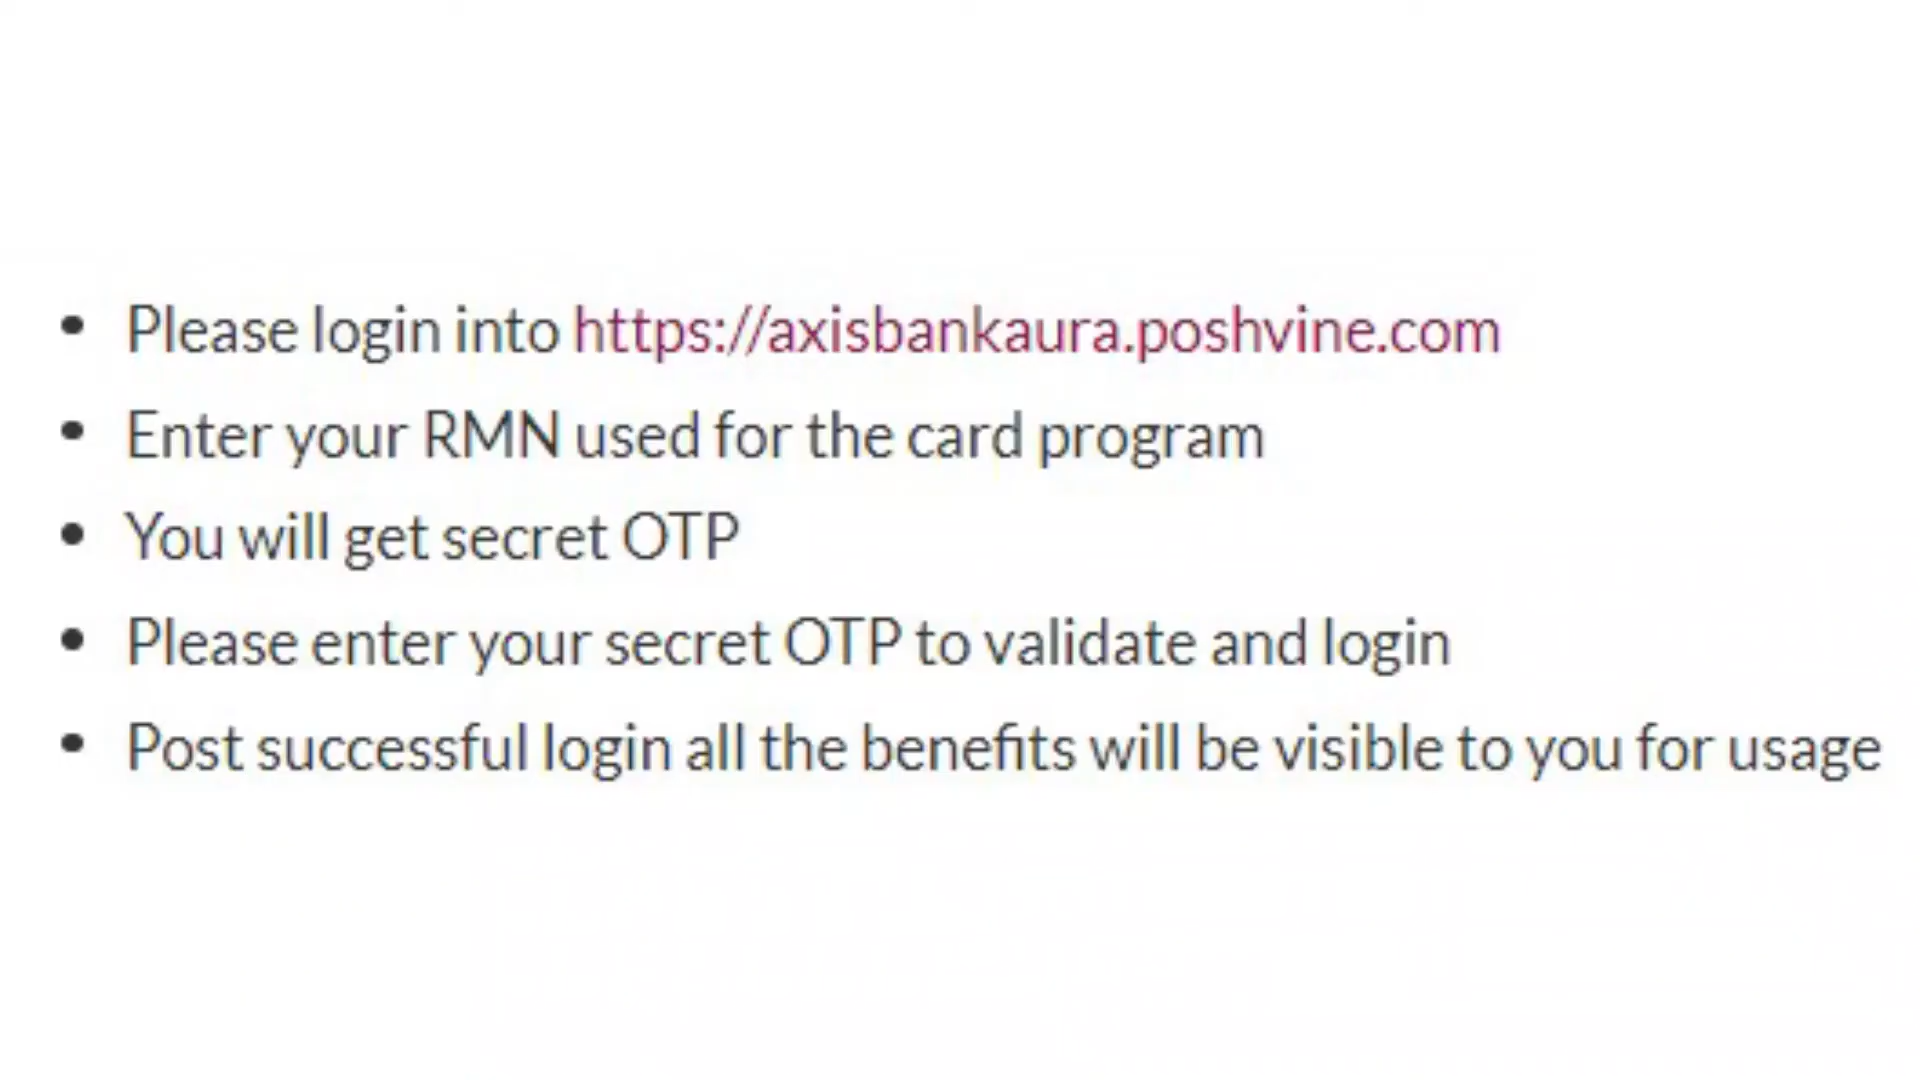 • Please login into https://axisbankaura.poshvine.com
• Enter your RMN used for the card program
• You will get secret OTP
• Please enter your secret OTP to validate and login
• Post successful login all the benefits will be visible to you for usage